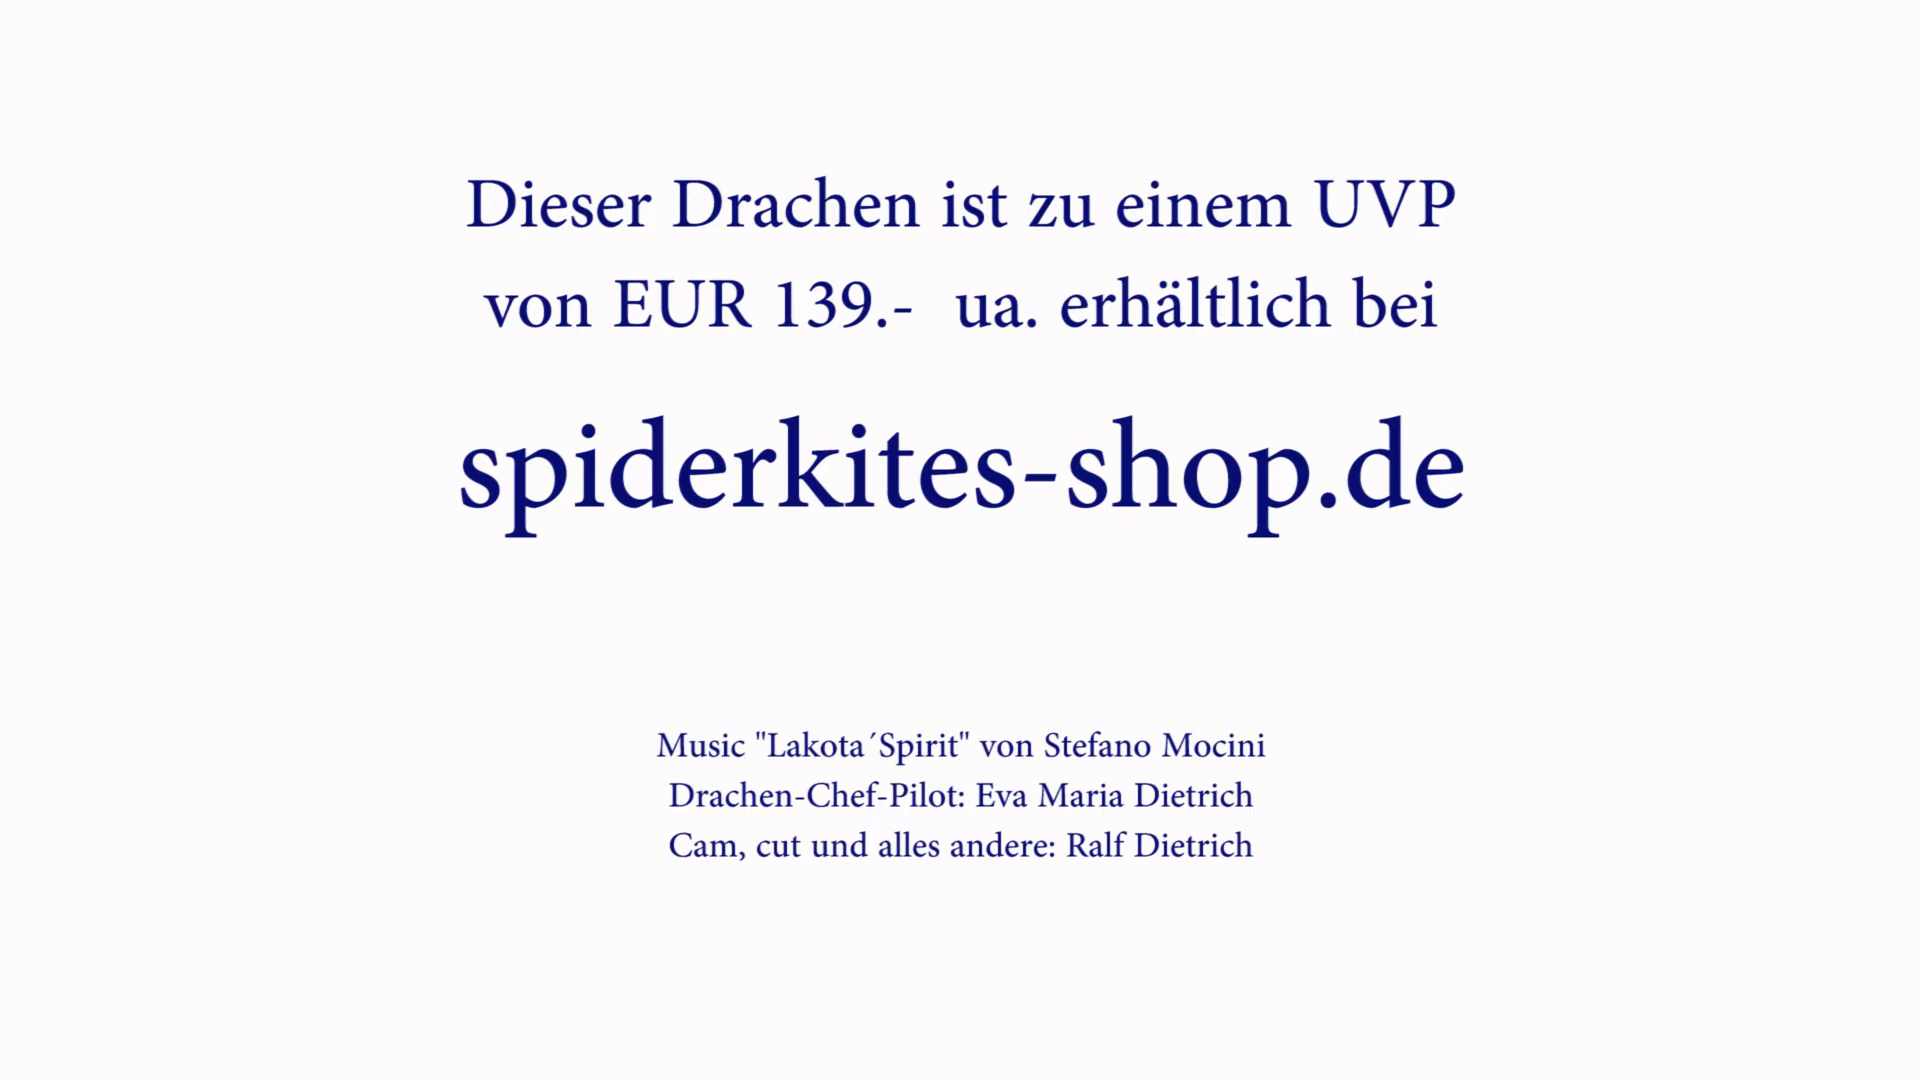 Dieser Drachen ist zu einem UVP
von EUR 139.-  ua. erhältlich bei
spiderkites-shop.de
Music "Lakota´Spirit" von Stefano Mocini
Drachen-Chef-Pilot: Eva Maria Dietrich
Cam, cut und alles andere: Ralf Dietrich